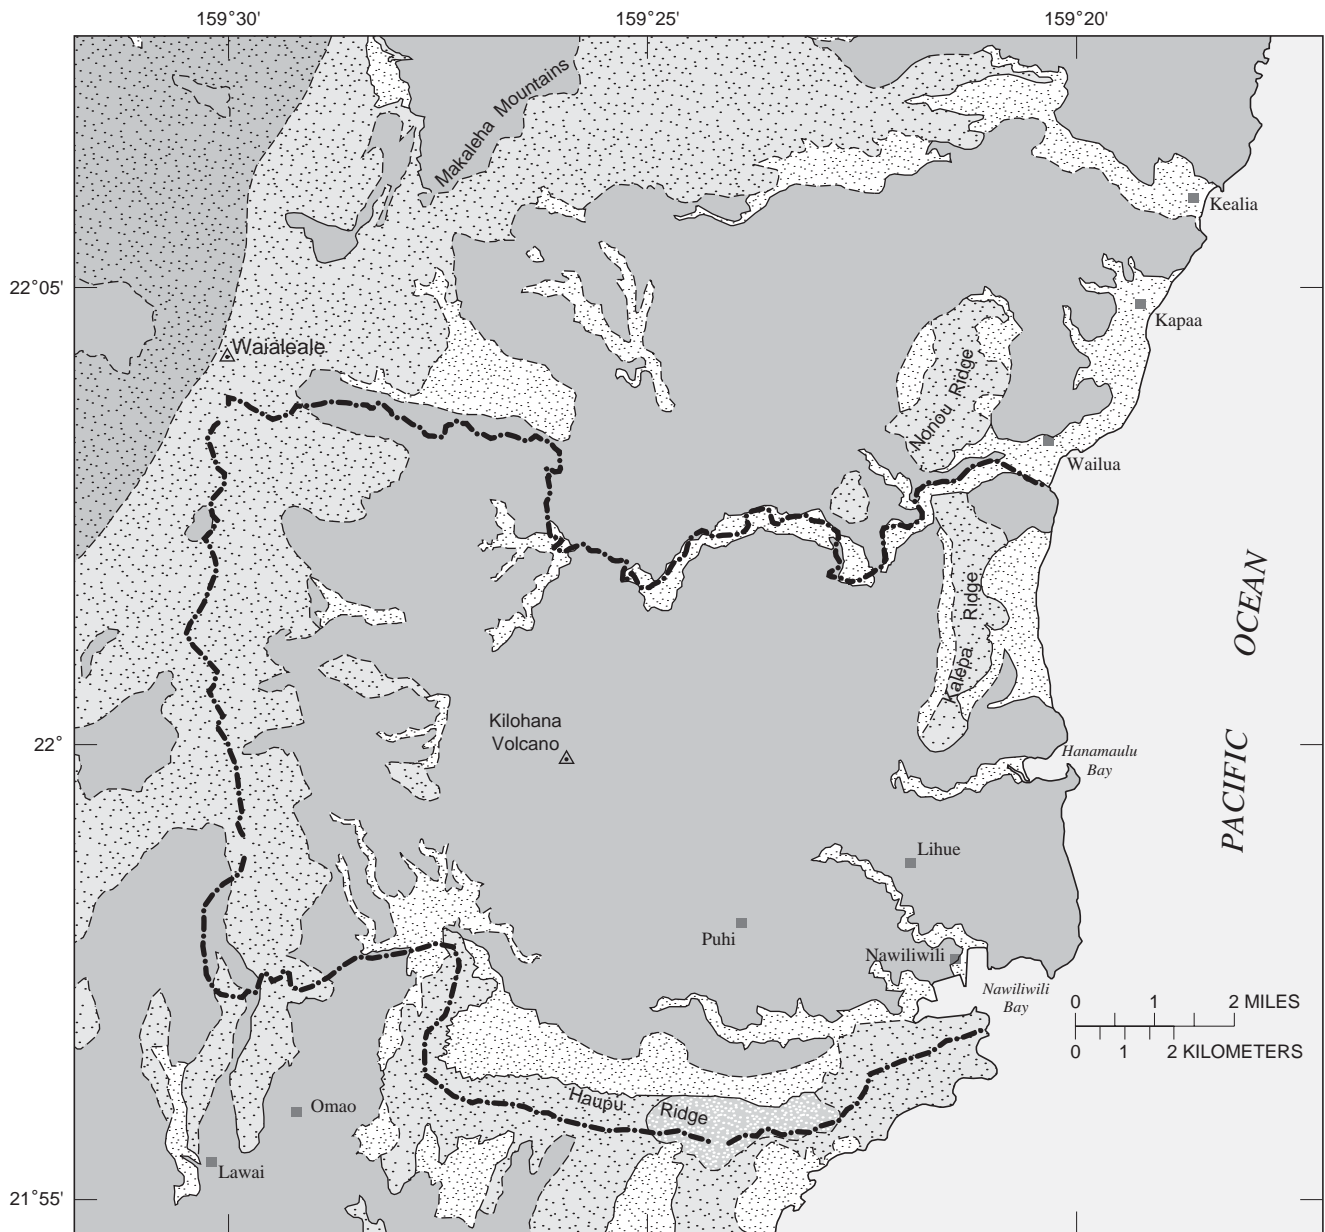 159°30'
159°25'
159°20'
Makaleha Mountains
Kealia
22°05'
Kapaa
Waialeale
Nonou Ridge
Wailua
PACIFIC OCEAN
Kalepa Ridge
Kilohana
Volcano
22°
Hanamaulu
Bay
Lihue
Puhi
Nawiliwili
Nawiliwili
Bay
0 1 2 MILES
0 1 2 KILOMETERS
Haupu Ridge
Omao
Lawai
21°55'